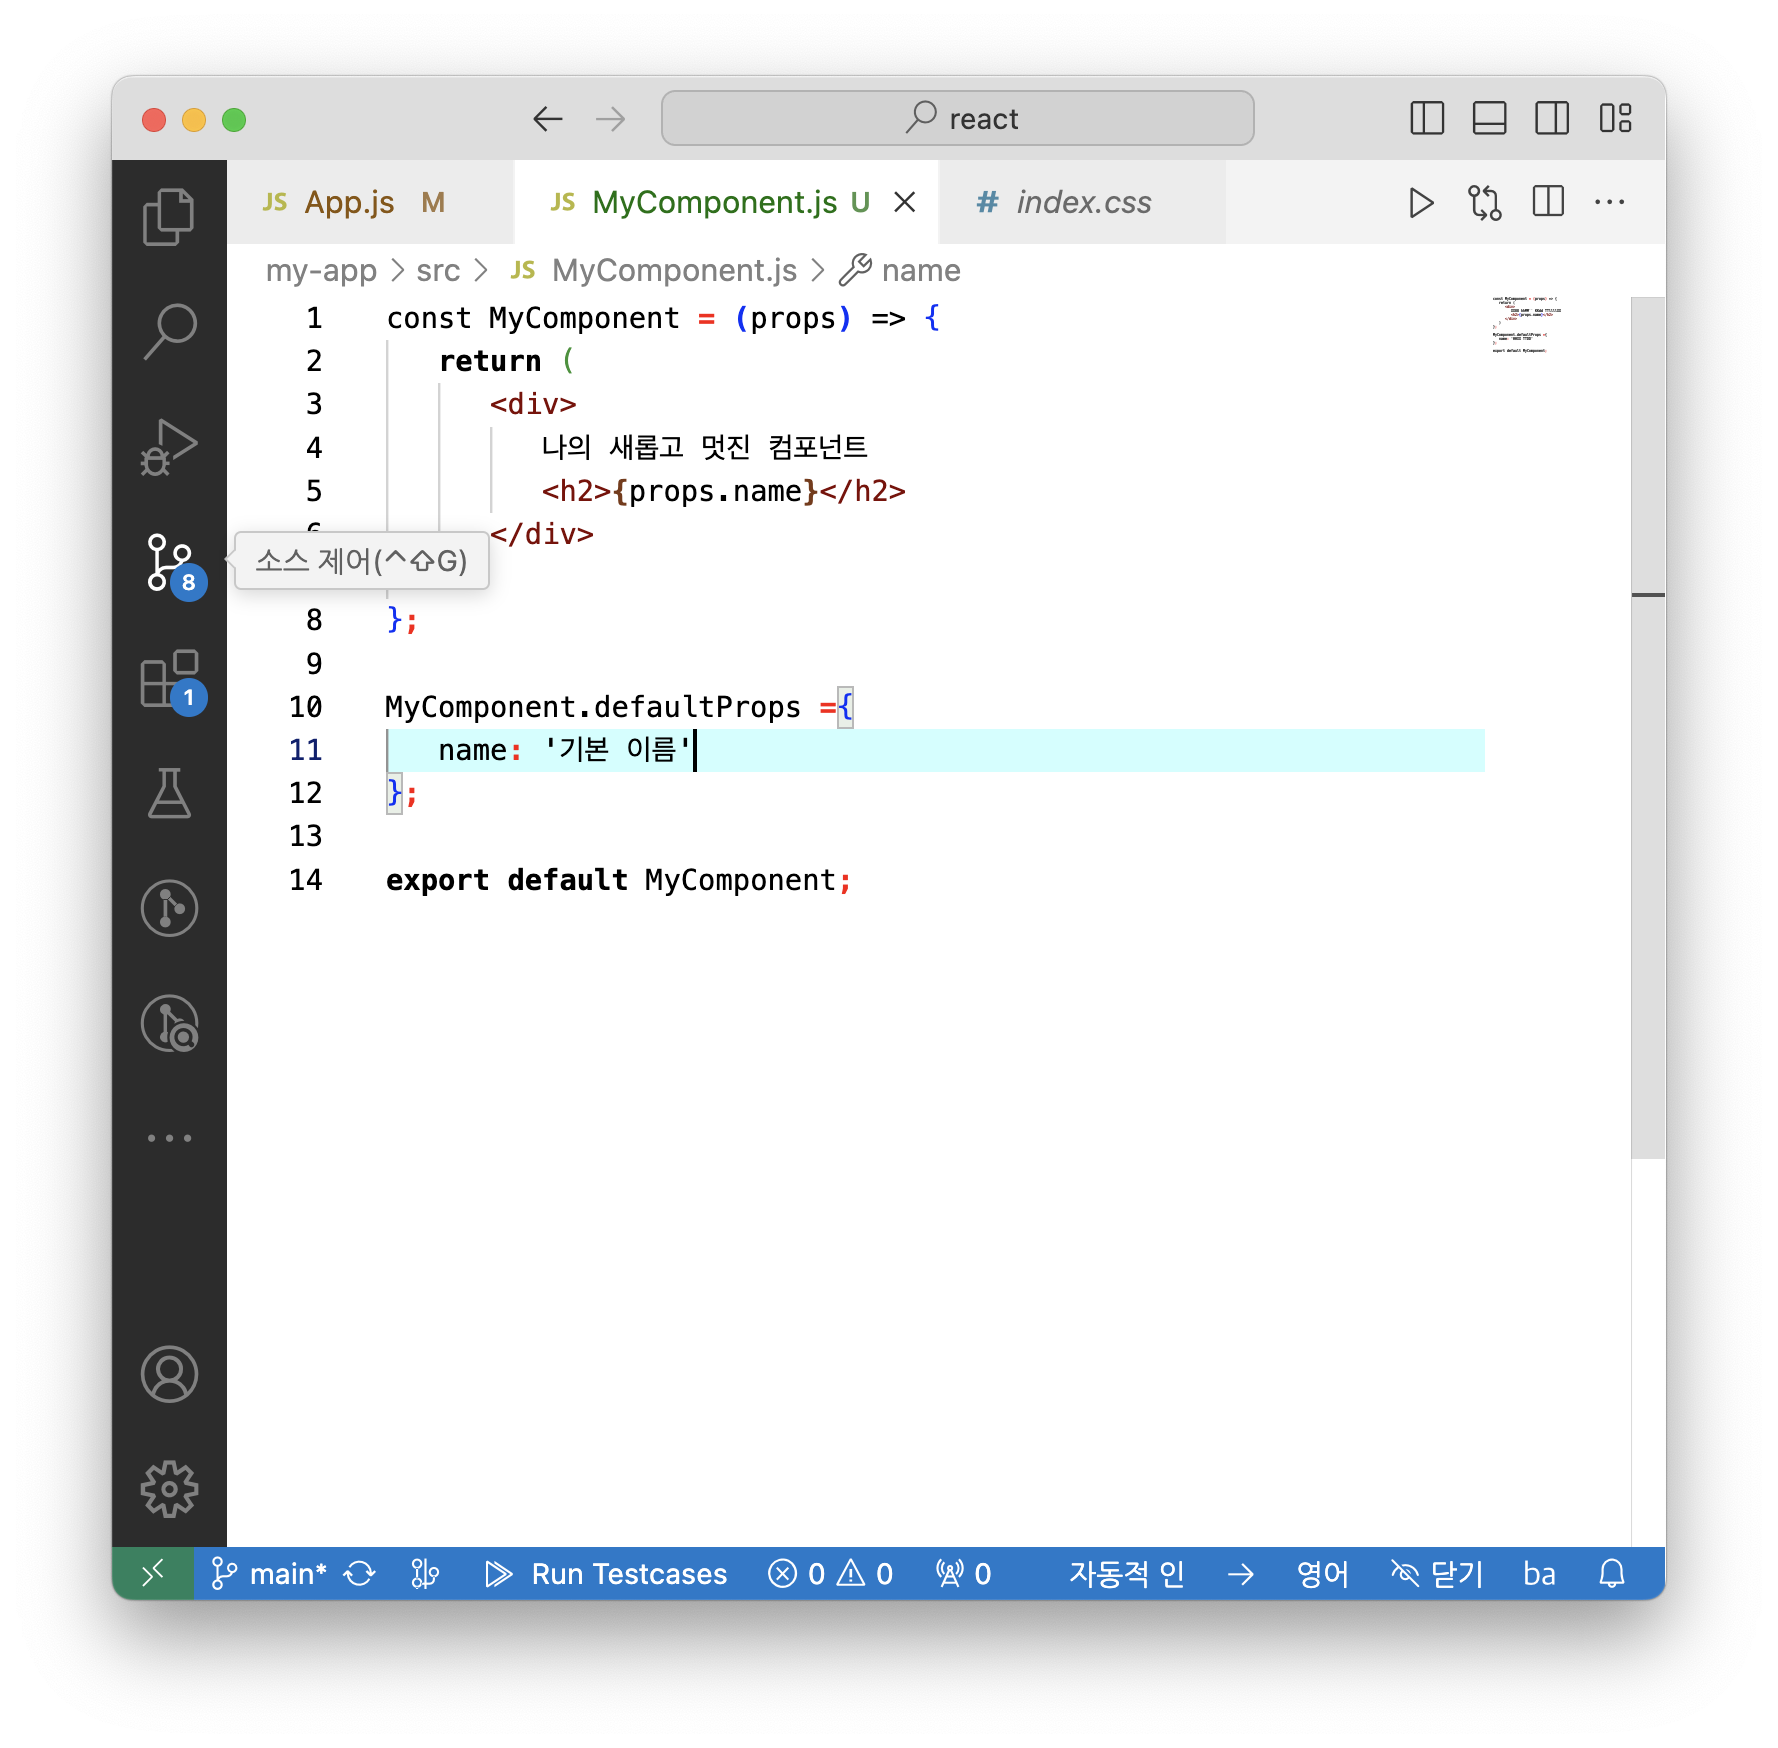 react
JS App.js M
JS MyComponent.js U
# index.css
my-app > src > JS MyComponent.js > name
1 const MyComponent = (props) => {
2 return (
3 <div>
4 나의 새롭고 멋진 컴포넌트
5 <h2>{props.name}</h2>
</div>
소스 제어(^⇧G)
8
8 };
9
1
10 MyComponent.defaultProps ={
11 name: '기본 이름'
12 };
13
14 export default MyComponent;
main* Run Testcases 0 0 0 자동적 인 → 영어 닫기 ba